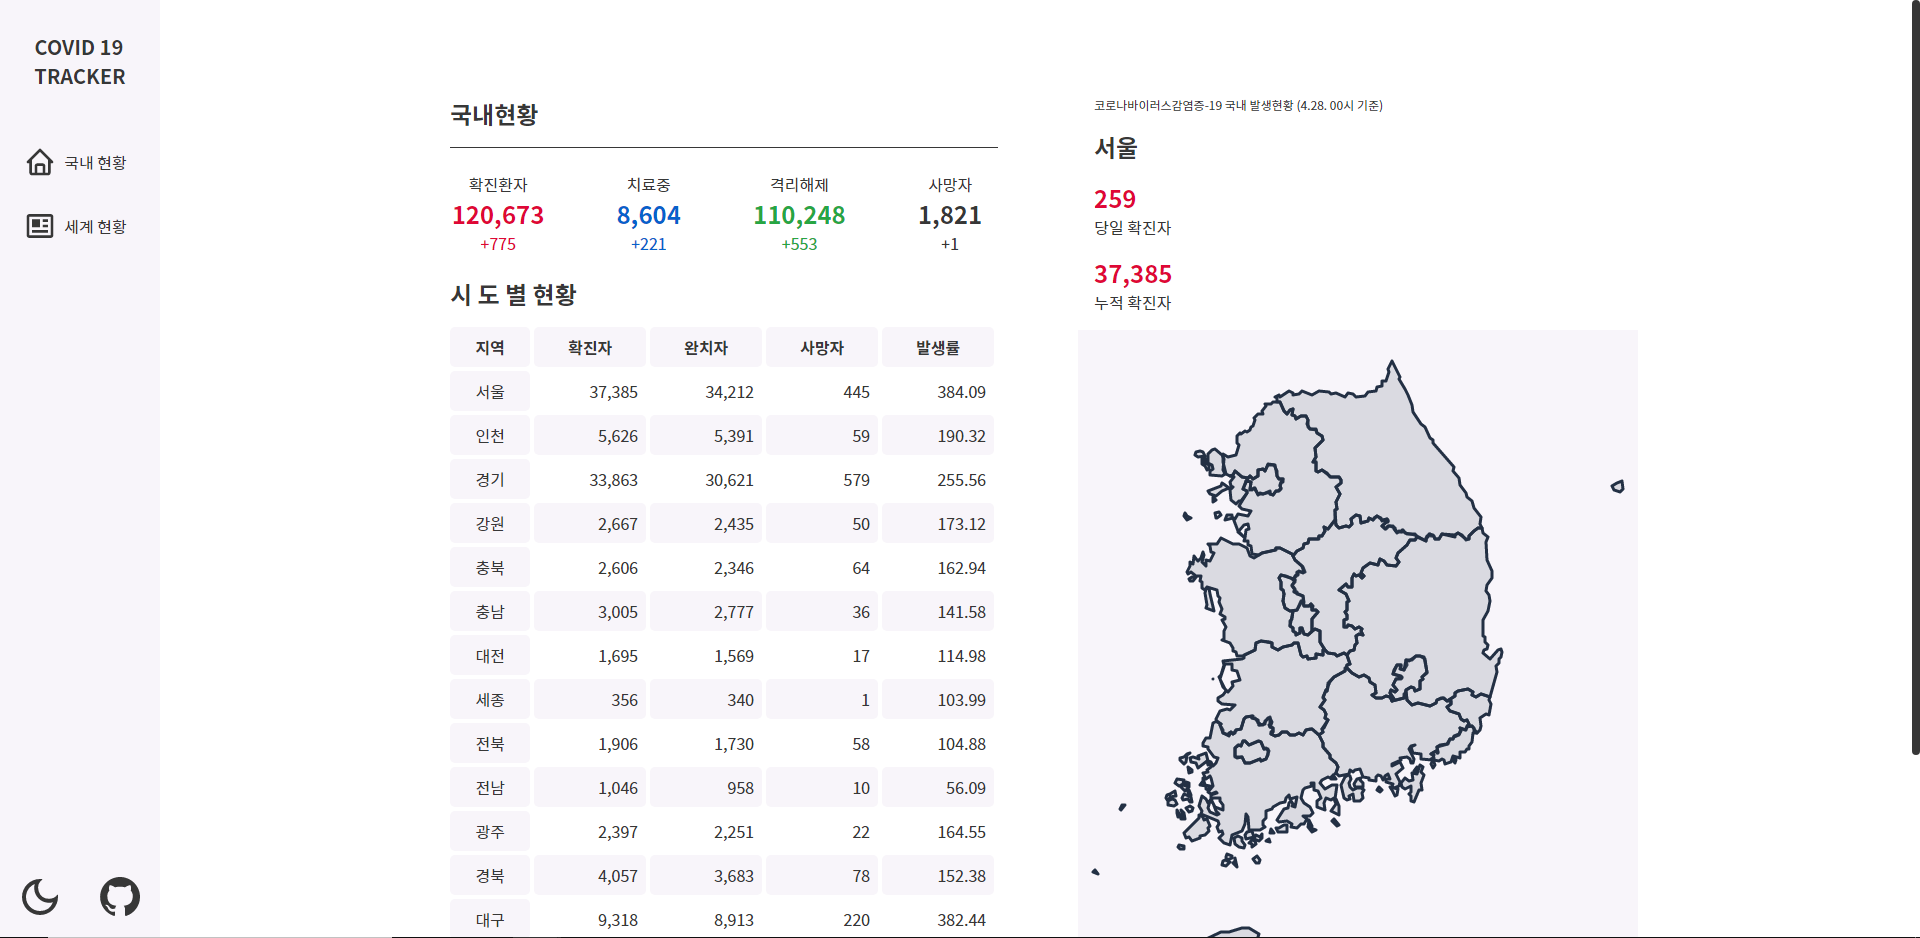 COVID 19
TRACKER
국내 현황
세계 현황
국내현황
확진환자 치료중 격리해제 사망자
120,673 8,604 110,248 1,821
+775 +221 +553 +1
시 도 별 현황
지역 확진자 완치자 사망자 발생률
서울 37,385 34,212 445 384.09
인천 5,626 5,391 59 190.32
경기 33,863 30,621 579 255.56
강원 2,667 2,435 50 173.12
충북 2,606 2,346 64 162.94
충남 3,005 2,777 36 141.58
대전 1,695 1,569 17 114.98
세종 356 340 1 103.99
전북 1,906 1,730 58 104.88
전남 1,046 958 10 56.09
광주 2,397 2,251 22 164.55
경북 4,057 3,683 78 152.38
대구 9,318 8,913 220 382.44
코로나바이러스감염증-19 국내 발생현황 (4.28. 00시 기준)
서울
259
당일 확진자
37,385
누적 확진자